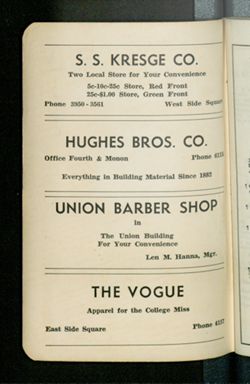 S. S. KRESGE CO.
Two Local Store for Your Convenience
5c-10c-25c Store, Red Front
25c-$1.00 Store, Green Front
Phone 3950 - 3561 West Side Square
HUGHES BROS. CO.
Office Fourth & Monon Phone
Everything in Building Material Since 1882
UNION BARBER SHOP
in
The Union Building
For Your Convenience
Len M. Hanna, Mgr.
THE VOGUE
Apparel for the College Miss
East Side Square Phone